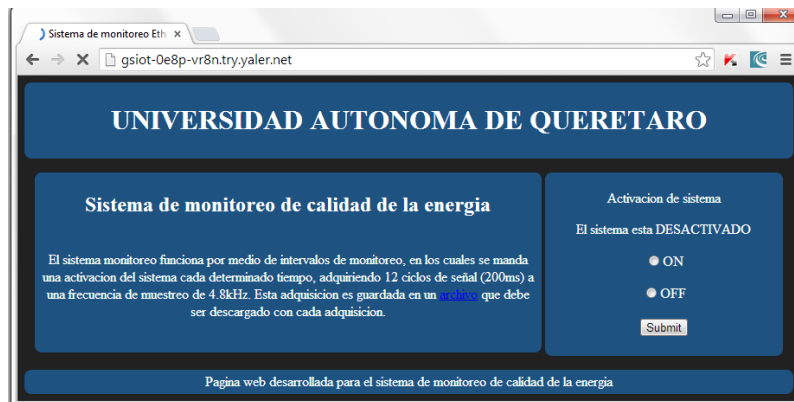 Sistema de monitoreo Eth
gsiot-0e8p-vr8n.try.yaler.net
UNIVERSIDAD AUTONOMA DE QUERETARO
Sistema de monitoreo de calidad de la energia
El sistema monitoreo funciona por medio de intervalos de monitoreo, en los cuales se manda
una activacion del sistema cada determinado tiempo, adquiriendo 12 ciclos de señal (200ms) a
una frecuencia de muestreo de 4.8kHz. Esta adquisicion es guardada en un archivo que debe
ser descargado con cada adquisicion.
Activacion de sistema
El sistema esta DESACTIVADO
ON
OFF
Submit
Pagina web desarrollada para el sistema de monitoreo de calidad de la energia